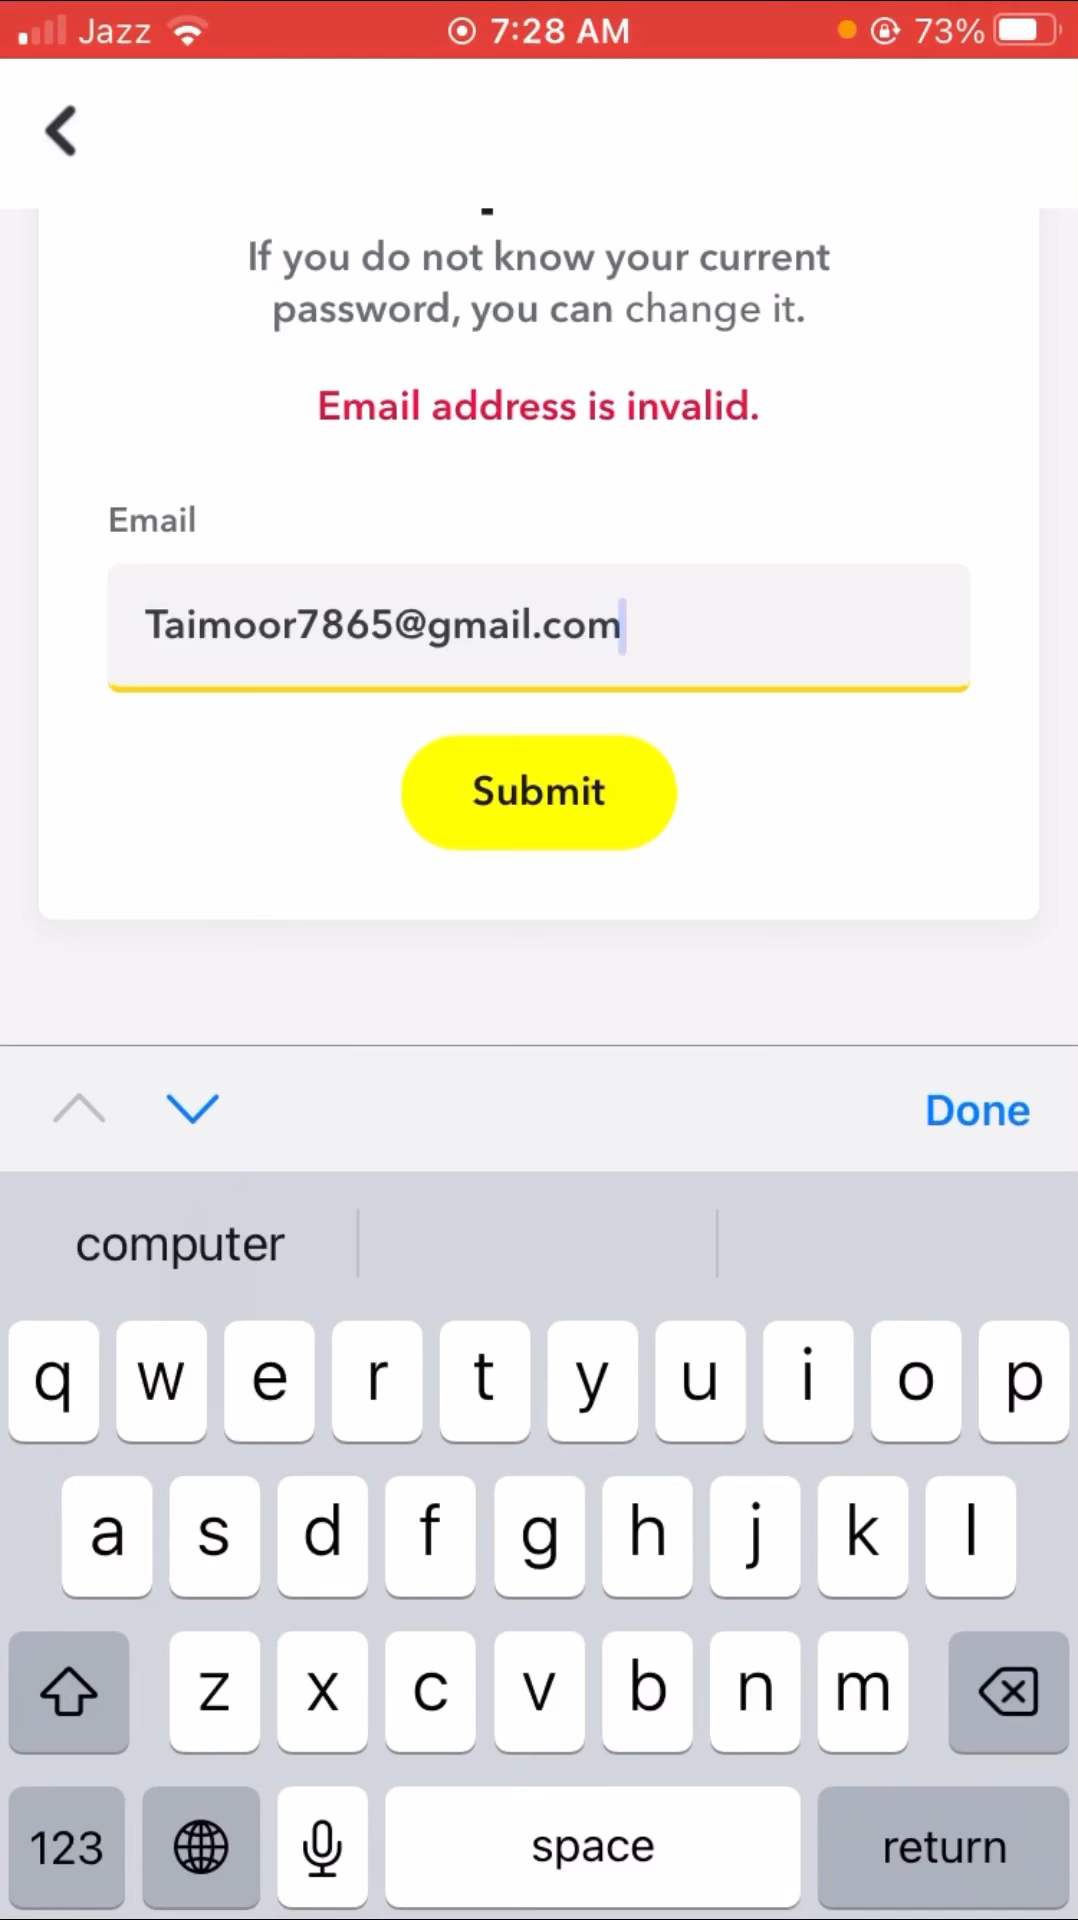 Jazz 7:28 AM 73%
If you do not know your current
password, you can change it.
Email address is invalid.
Email
Taimoor7865@gmail.com
Submit
Done
computer
q w e r t y u i o p
a s d f g h j k l
z x c v b n m
123 space return